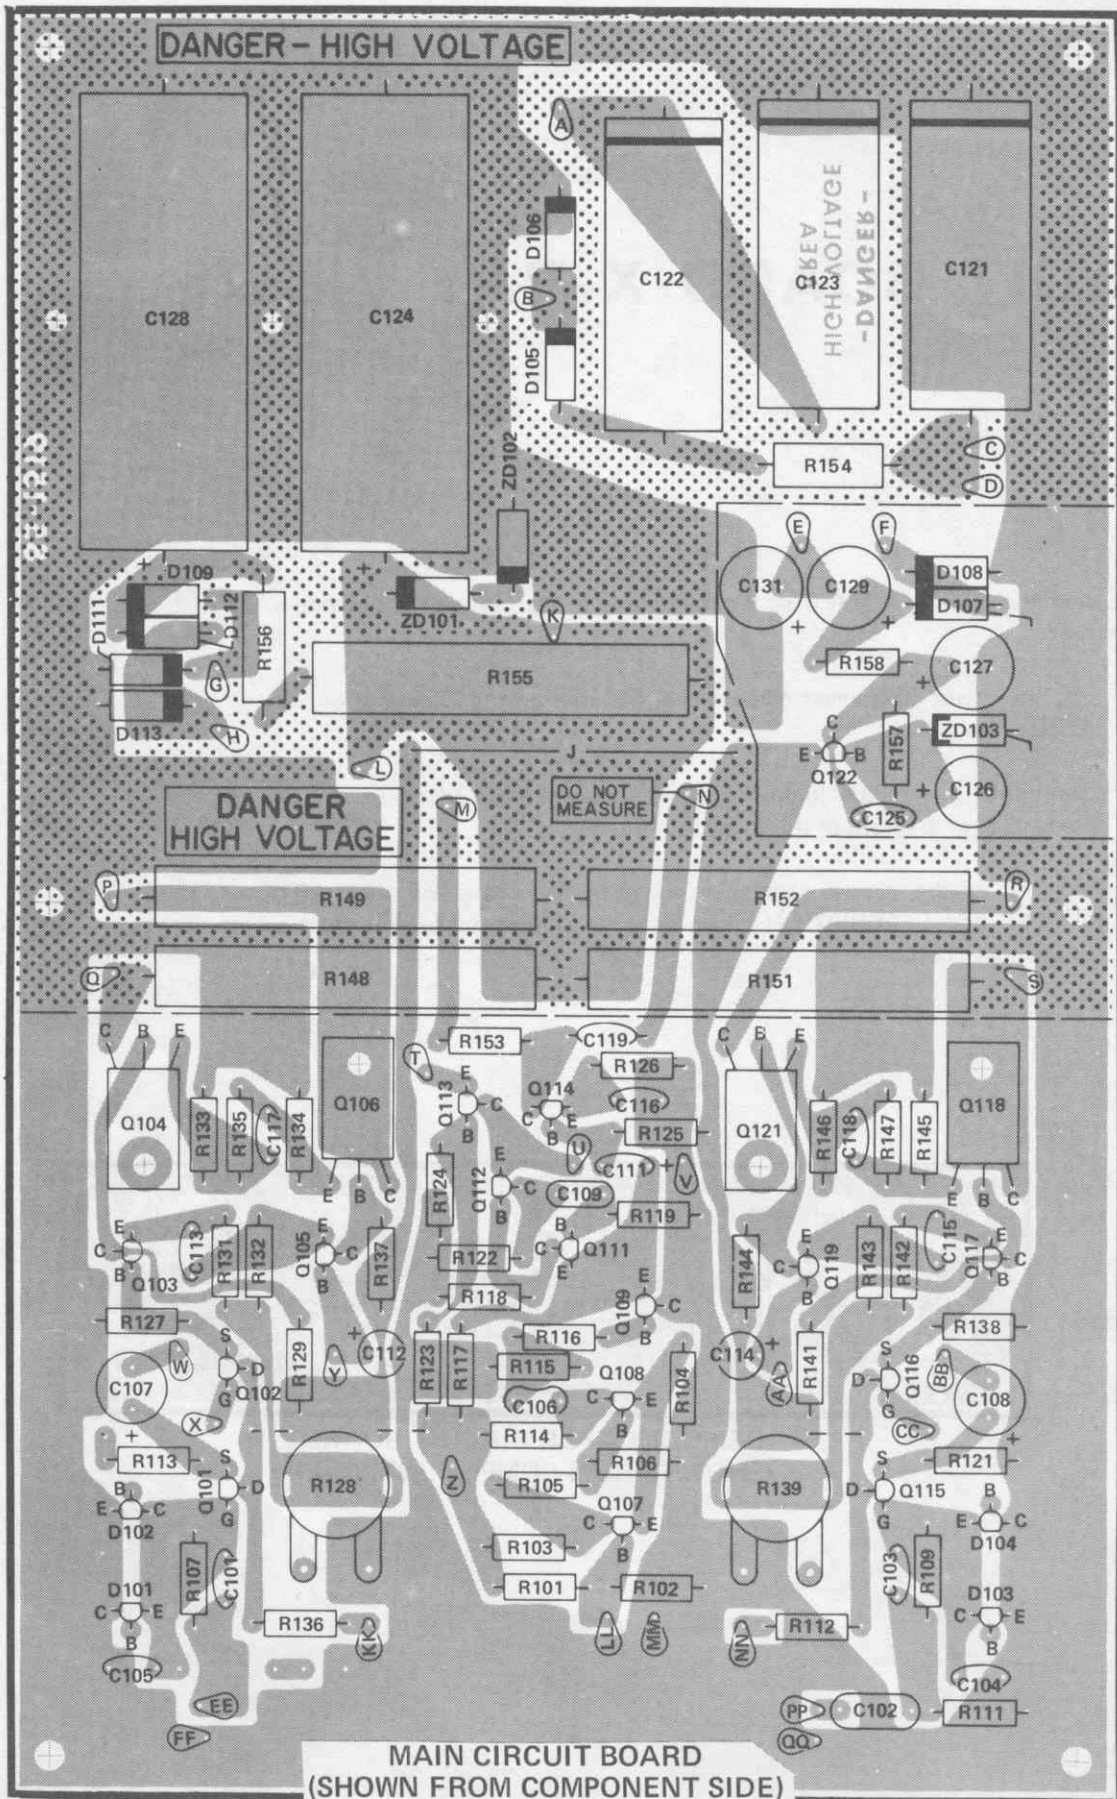 DANGER - HIGH VOLTAGE
A
D106
B
D105
C128
C124
C122
C123
C121
-DANGER-
HIGH VOLTAGE
AREA
R154
C
D
ZD102
E
F
C131
C129
D108
D107
+
D109
D111
D112
R156
+
ZD101
K
R155
+
+
R158
+
C127
G
D113
H
J
L
C
E
B
Q122
R157
ZD103
+
C126
C125
DANGER
HIGH VOLTAGE
M
DO NOT
MEASURE
N
P
R149
R152
R
Q
R148
R151
S
C B E
Q104
R133
R135
C117
R134
Q106
E B C
T
R153
C119
R126
E
C
B
Q113
Q114
C
E
B
C116
R125
C B E
Q121
R146
C118
R147
R145
Q118
E B C
R124
Q112
E
C
B
U
C111
+
V
C109
R119
E
C
B
Q103
C113
R131
R132
Q105
E
C
B
R137
R122
B
C
E
Q111
R118
R144
E
C
B
Q119
R143
R142
C115
Q117
E
C
B
R127
Q109
E
C
B
R116
R138
W
C107
+
S
D
G
Q102
R129
Y
+
C112
R123
R117
R115
Q108
C
E
B
R104
C114
+
AA
R141
S
D
G
Q116
BB
C108
+
C106
X
CC
R113
R114
R121
Q101
S
D
G
R128
Z
R106
R105
R139
S
D
G
Q115
B
E
C
D102
Q107
C
E
B
B
E
C
D104
R107
C101
R103
C103
R109
D101
C
E
B
R101
R102
D103
C
E
B
R136
KK
LL
MM
NN
R112
C105
C104
EE
FF
PP
C102
R111
QQ
MAIN CIRCUIT BOARD
(SHOWN FROM COMPONENT SIDE)